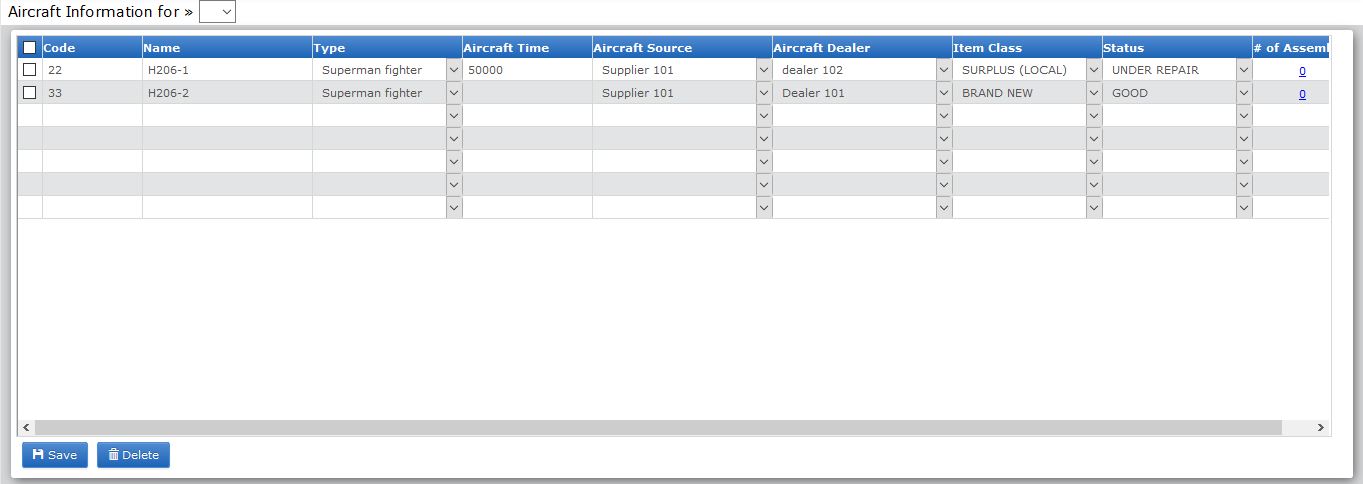 Aircraft Information for »
Code Name Type Aircraft Time Aircraft Source Aircraft Dealer Item Class Status # of Assembl
22 H206-1 Superman fighter 50000 Supplier 101 dealer 102 SURPLUS (LOCAL) UNDER REPAIR 0
33 H206-2 Superman fighter Supplier 101 Dealer 101 BRAND NEW GOOD 0
Save Delete